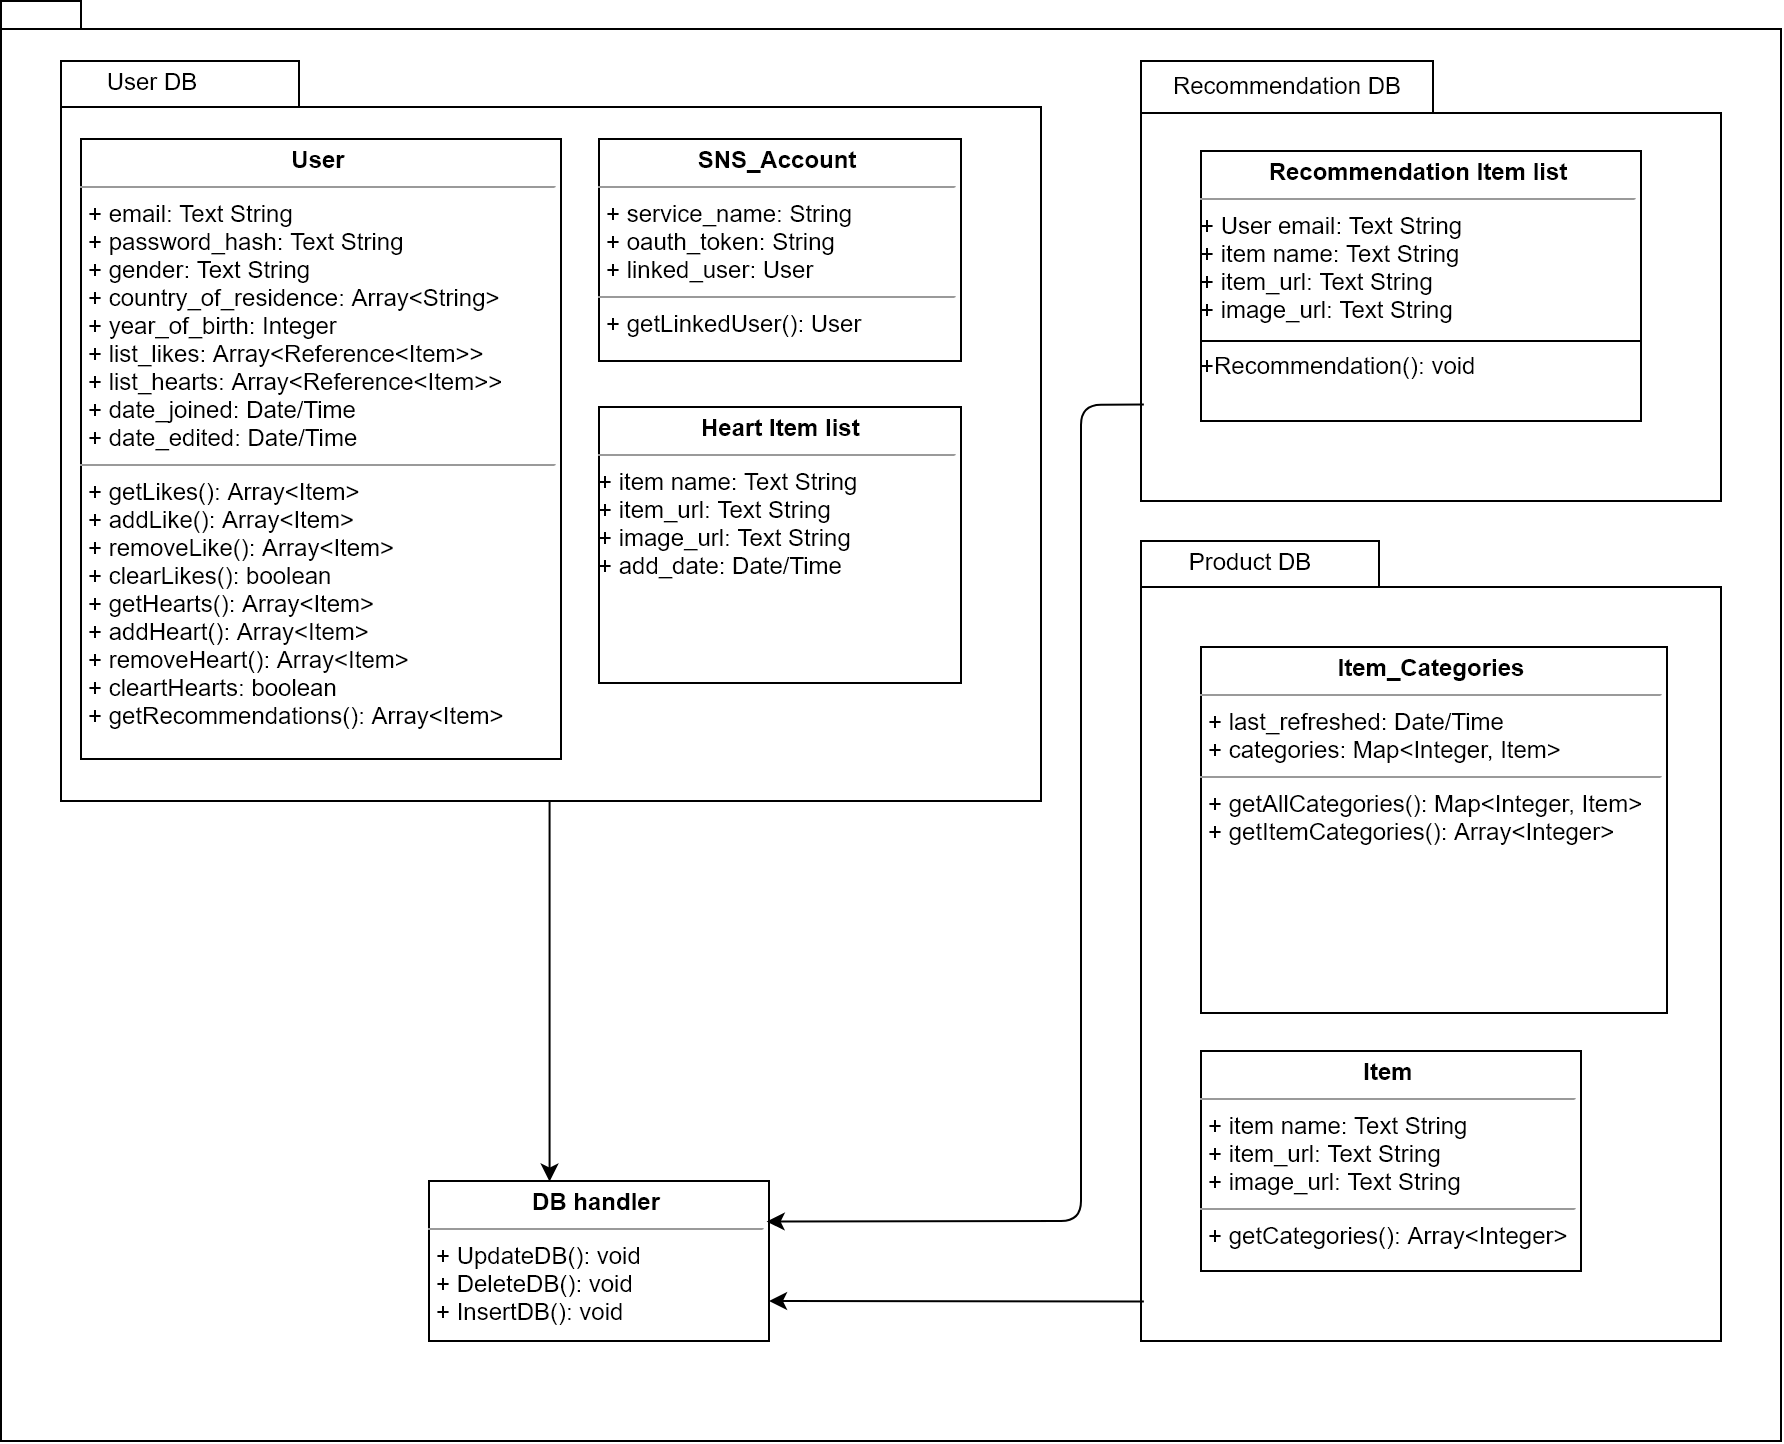 User DB
User
+ email: Text String
+ password_hash: Text String
+ gender: Text String
+ country_of_residence: Array<String>
+ year_of_birth: Integer
+ list_likes: Array<Reference<Item>>
+ list_hearts: Array<Reference<Item>>
+ date_joined: Date/Time
+ date_edited: Date/Time
+ getLikes(): Array<Item>
+ addLike(): Array<Item>
+ removeLike(): Array<Item>
+ clearLikes(): boolean
+ getHearts(): Array<Item>
+ addHeart(): Array<Item>
+ removeHeart(): Array<Item>
+ cleartHearts: boolean
+ getRecommendations(): Array<Item>
SNS_Account
+ service_name: String
+ oauth_token: String
+ linked_user: User
+ getLinkedUser(): User
Heart Item list
+ item name: Text String
+ item_url: Text String
+ image_url: Text String
+ add_date: Date/Time
Recommendation DB
Recommendation Item list
+ User email: Text String
+ item name: Text String
+ item_url: Text String
+ image_url: Text String
+Recommendation(): void
Product DB
Item_Categories
+ last_refreshed: Date/Time
+ categories: Map<Integer, Item>
+ getAllCategories(): Map<Integer, Item>
+ getItemCategories(): Array<Integer>
Item
+ item name: Text String
+ item_url: Text String
+ image_url: Text String
+ getCategories(): Array<Integer>
DB handler
+ UpdateDB(): void
+ DeleteDB(): void
+ InsertDB(): void